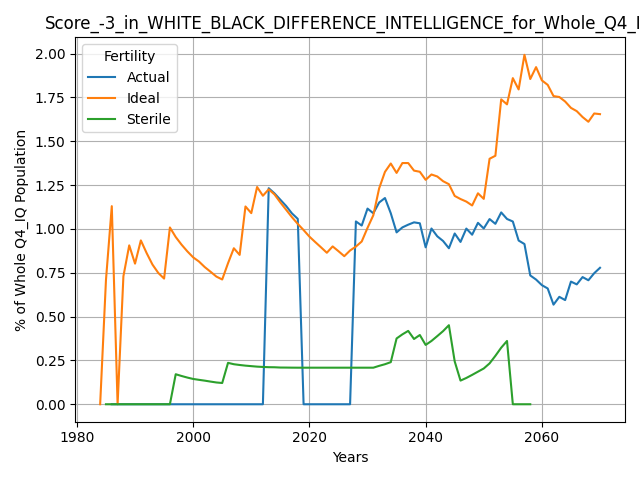 Score_-3_in_WHITE_BLACK_DIFFERENCE_INTELLIGENCE_for_Whole_Q4_I
Fertility
Actual
Ideal
Sterile
% of Whole Q4_IQ Population
2.00
1.75
1.50
1.25
1.00
0.75
0.50
0.25
0.00
1980 2000 2020 2040 2060
Years